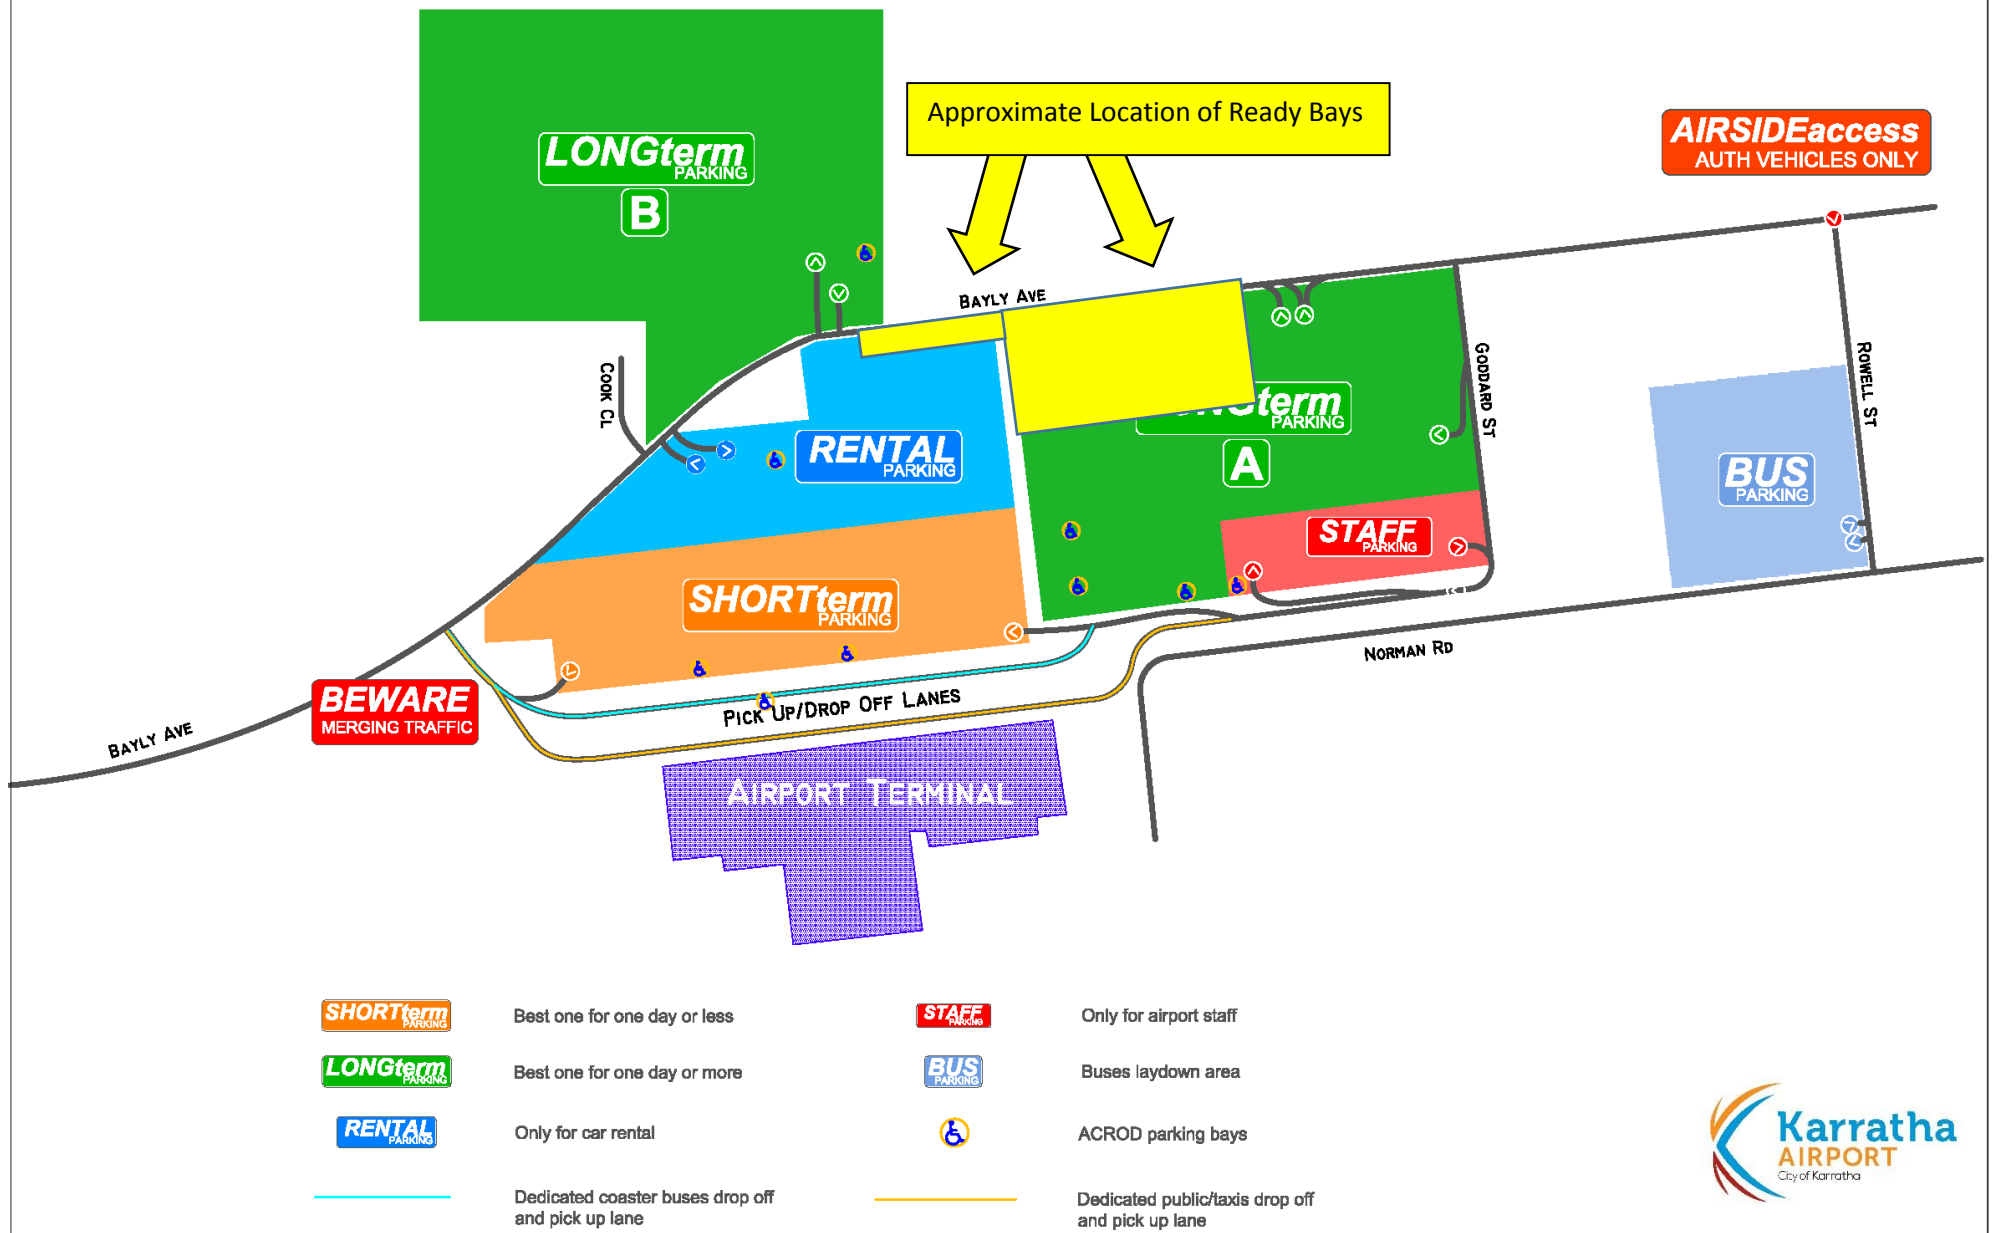 Approximate Location of Ready Bays
AIRSIDEaccess
AUTH VEHICLES ONLY
LONGterm
PARKING
B
BAYLY AVE
COOK CL
GODDARD ST
ROWELL ST
term
PARKING
A
RENTAL
PARKING
BUS
PARKING
STAFF
PARKING
SHORTterm
PARKING
NORMAN RD
BEWARE
MERGING TRAFFIC
PICK UP/DROP OFF LANES
BAYLY AVE
AIRPORT TERMINAL
SHORTterm
PARKING
Best one for one day or less
STAFF
PARKING
Only for airport staff
LONGterm
PARKING
Best one for one day or more
BUS
PARKING
Buses laydown area
RENTAL
PARKING
Only for car rental
ACROD parking bays
Dedicated coaster buses drop off
and pick up lane
Dedicated public/taxis drop off
and pick up lane
Karratha
AIRPORT
City of Karratha